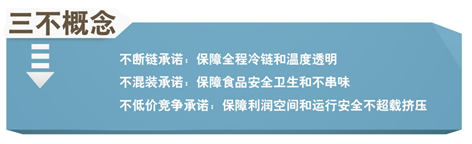 三不概念
不断链承诺：保障全程冷链和温度透明
不混装承诺：保障食品安全卫生和不串味
不低价竞争承诺：保障利润空间和运行安全不超载挤压